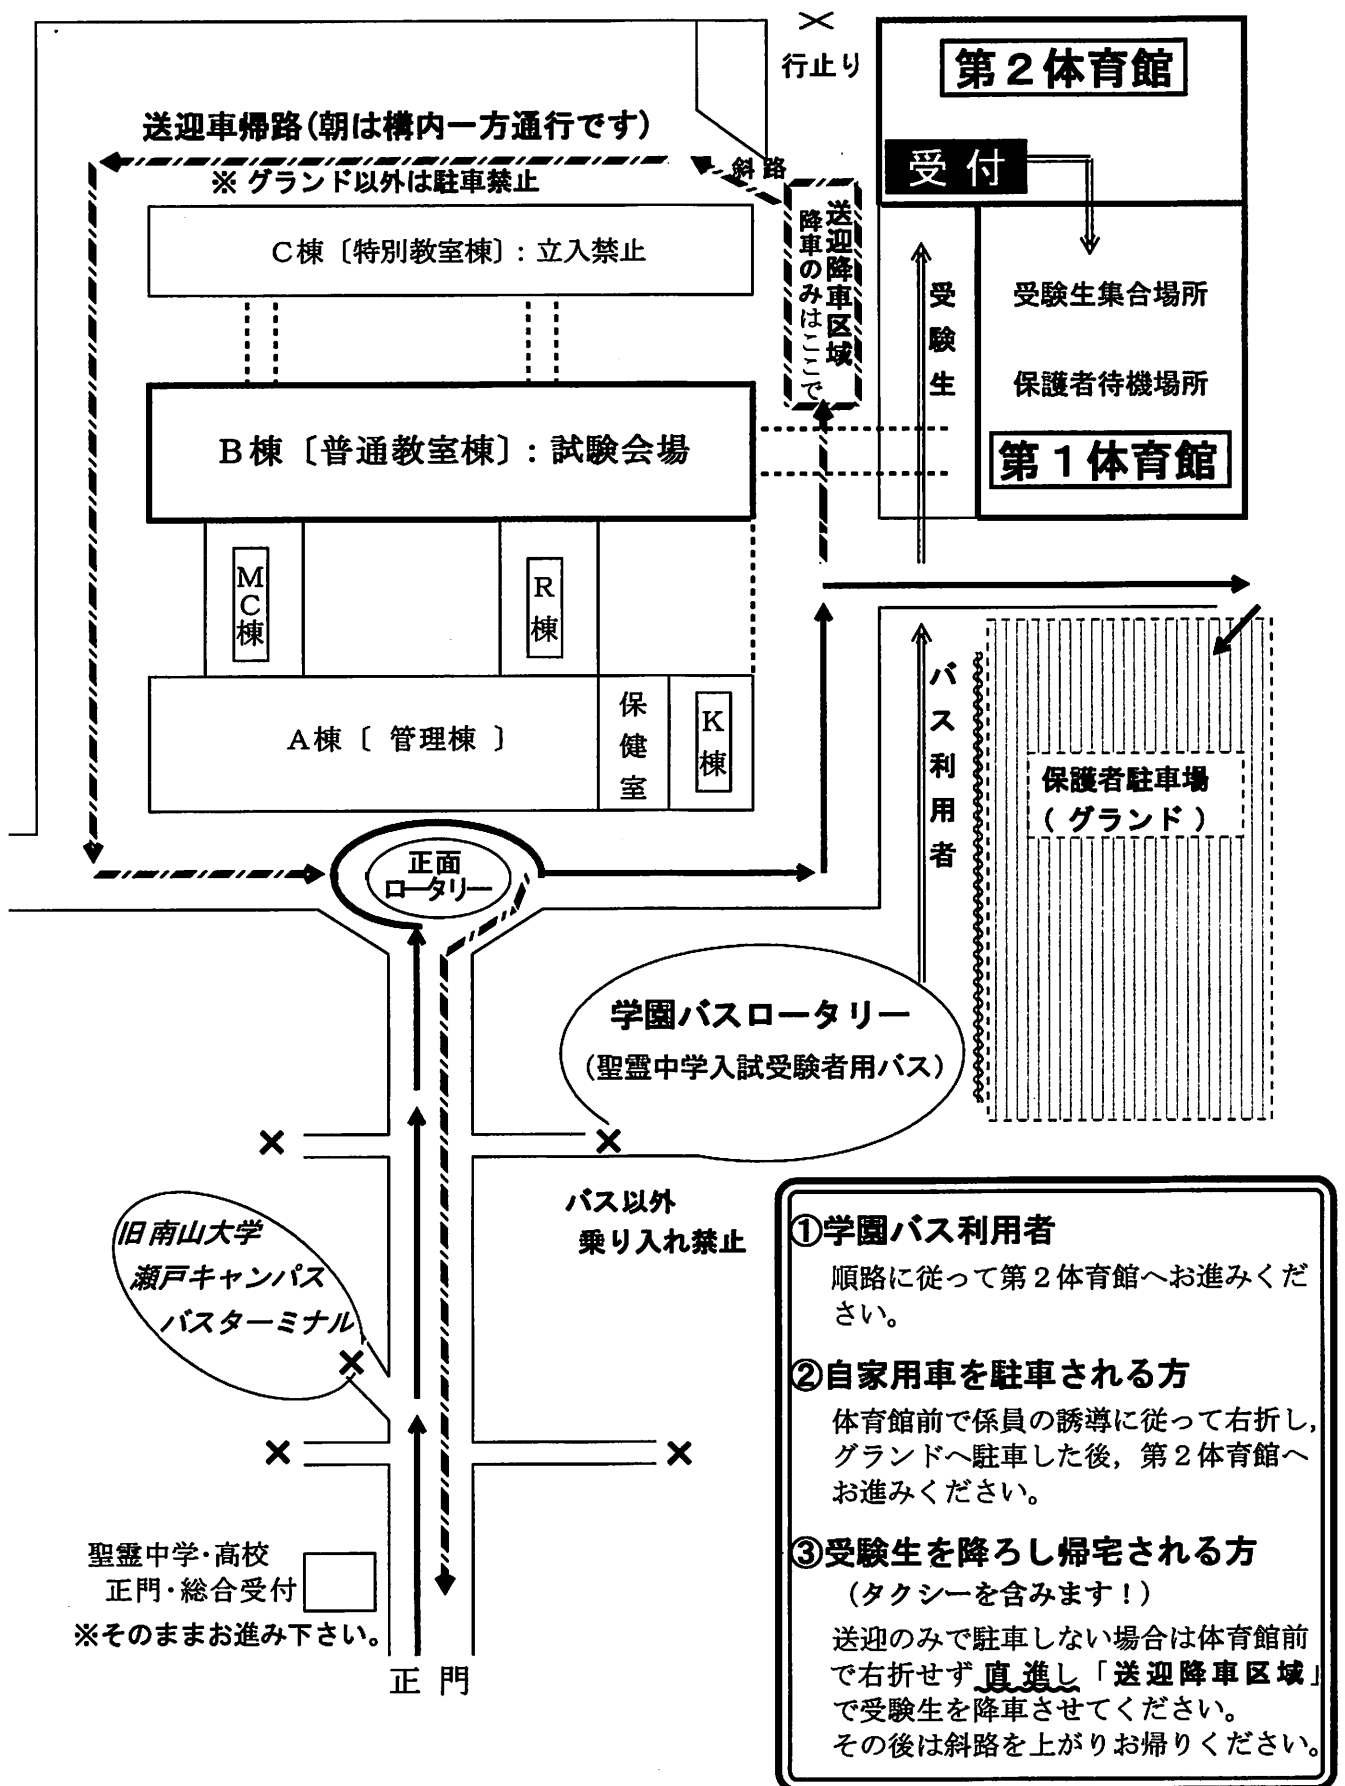 行止り
第2体育館
送迎車帰路(朝は構内一方通行です)
※ グランド以外は駐車禁止
斜路
受付
C棟〔特別教室棟〕: 立入禁止
送迎降車区域
降車のみはここで
受験生
受験生集合場所
保護者待機場所
第1体育館
B棟〔普通教室棟〕: 試験会場
MC棟
R棟
A棟〔 管理棟 〕
保健室
K棟
バス利用者
保護者駐車場
(グランド)
正面
ロータリー
学園バスロータリー
(聖霊中学入試受験者用バス)
バス以外
乗り入れ禁止
旧南山大学
瀬戸キャンパス
バスターミナル
聖霊中学・高校
正門・総合受付
※そのままお進み下さい。
正 門
①学園バス利用者
順路に従って第2体育館へお進みくだ
さい。
②自家用車を駐車される方
体育館前で係員の誘導に従って右折し,
グランドへ駐車した後, 第2体育館へ
お進みください。
③受験生を降ろし帰宅される方
(タクシーを含みます!)
送迎のみで駐車しない場合は体育館前
で右折せず直進し「送迎降車区域」
で受験生を降車させてください。
その後は斜路を上がりお帰りください。